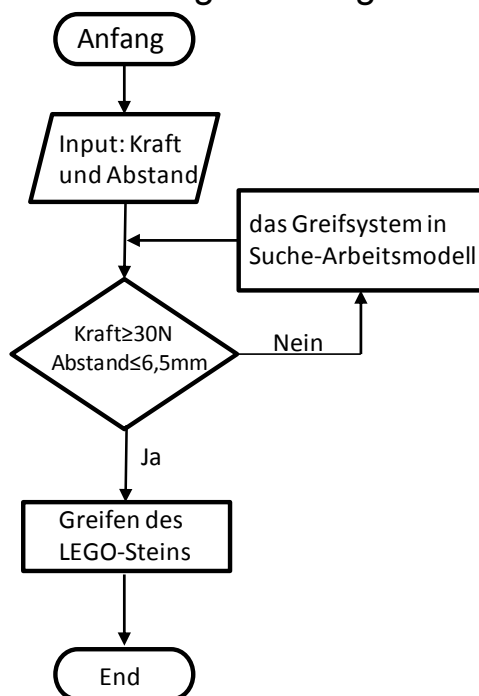 Anfang
Input: Kraft
und Abstand
das Greifsystem in
Suche-Arbeitsmodell
Kraft≥30N
Abstand≤6,5mm
Nein
Ja
Greifen des
LEGO-Steins
End